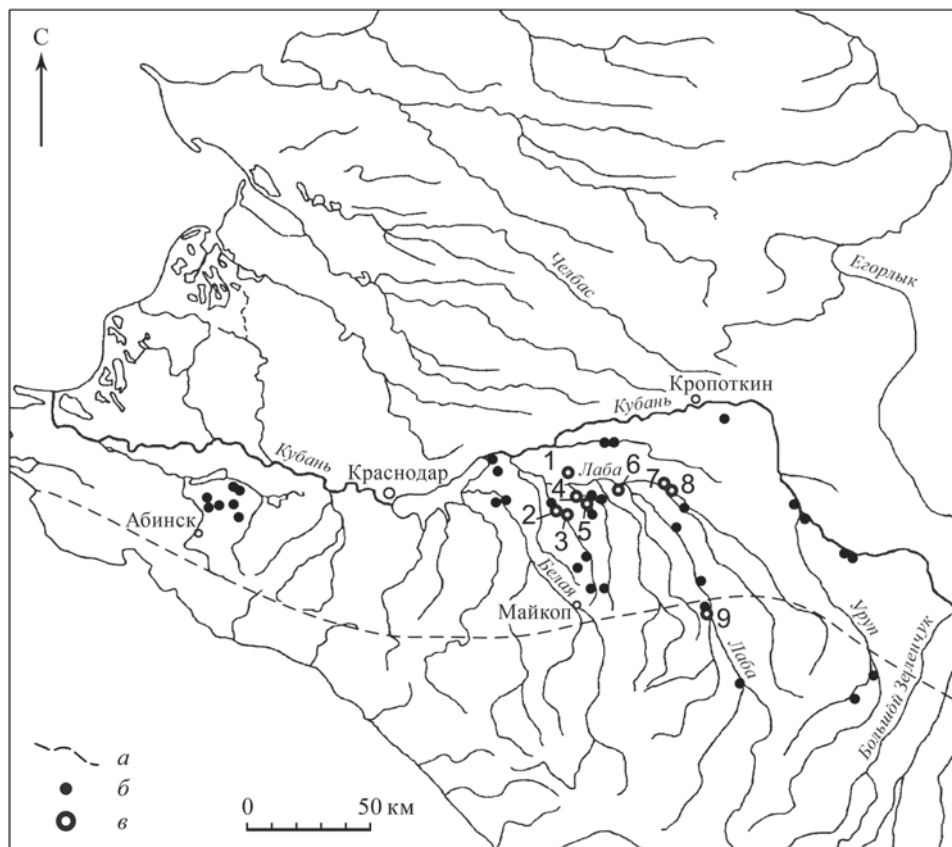 С
Челбас
Егорлык
Кропоткин
Кубань
Кубань
Краснодар
1
Лаба
6
7
8
4
2
3
5
Абинск
Белая
Майкоп
9
Лаба
Уруп
Большой Зеленчук
а
б
в
0 50 км